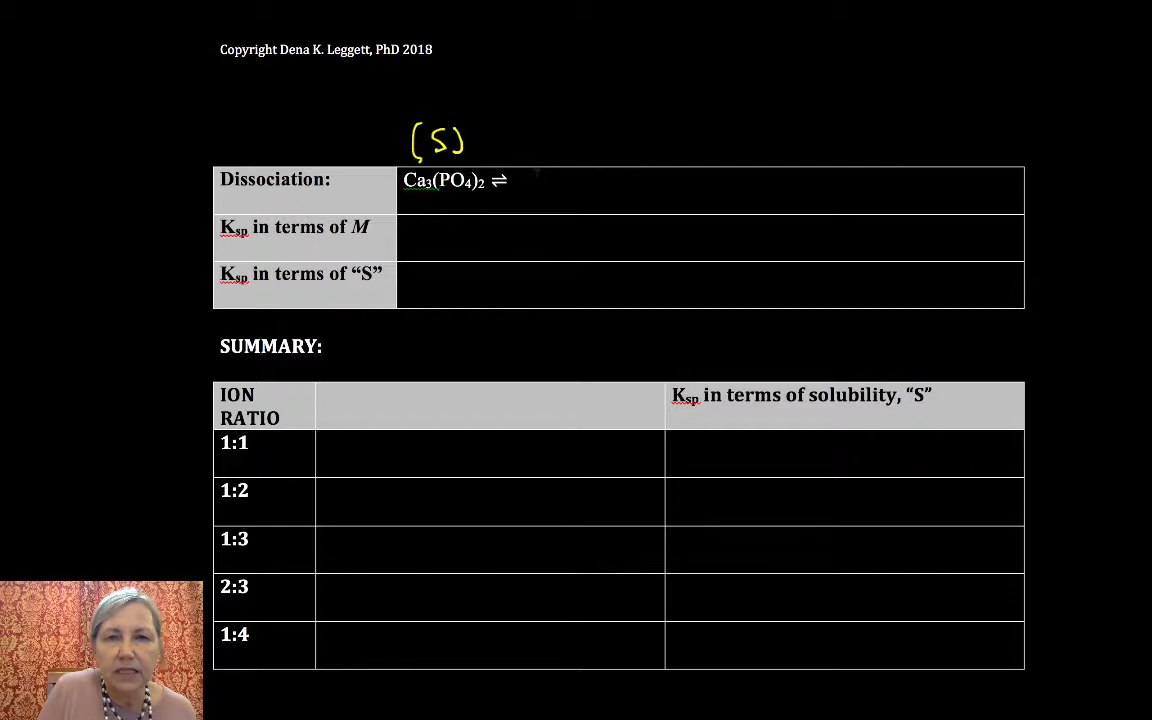 Copyright Dena K. Leggett, PhD 2018
(S)
Dissociation: Ca₃(PO₄)₂ ⇌
Ksp in terms of M
Ksp in terms of “S”
SUMMARY:
ION RATIO Ksp in terms of solubility, “S”
1:1
1:2
1:3
2:3
1:4